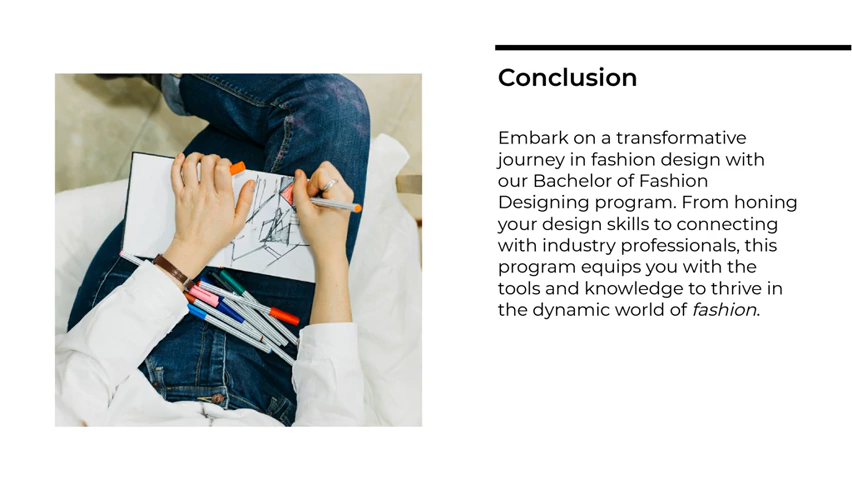 Conclusion
Embark on a transformative
journey in fashion design with
our Bachelor of Fashion
Designing program. From honing
your design skills to connecting
with industry professionals, this
program equips you with the
tools and knowledge to thrive in
the dynamic world of fashion.